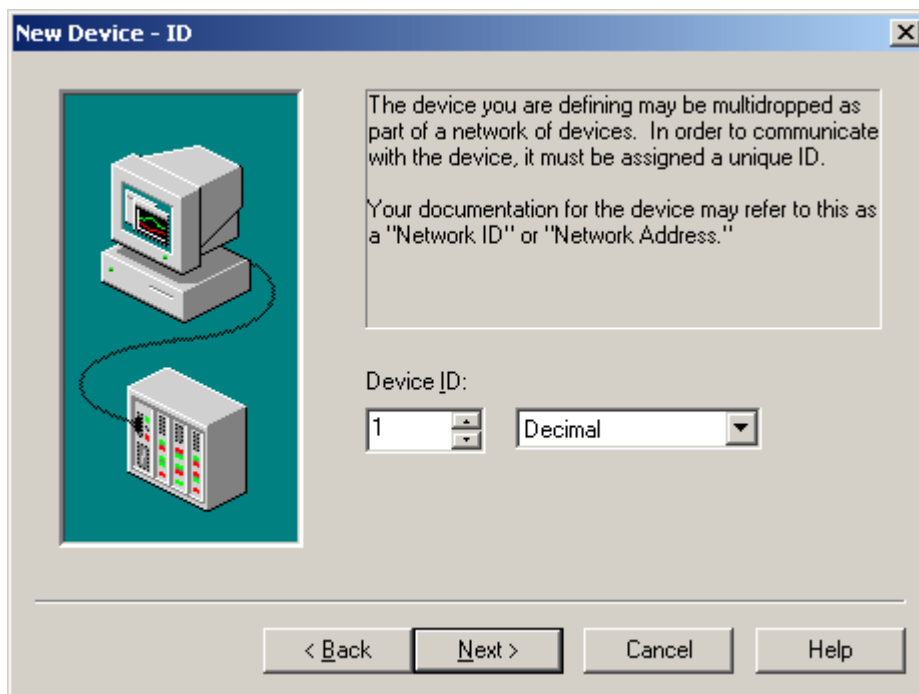 New Device - ID
The device you are defining may be multidropped as
part of a network of devices.  In order to communicate
with the device, it must be assigned a unique ID.
Your documentation for the device may refer to this as
a "Network ID" or "Network Address."
Device ID:
1
Decimal
< Back
Next >
Cancel
Help